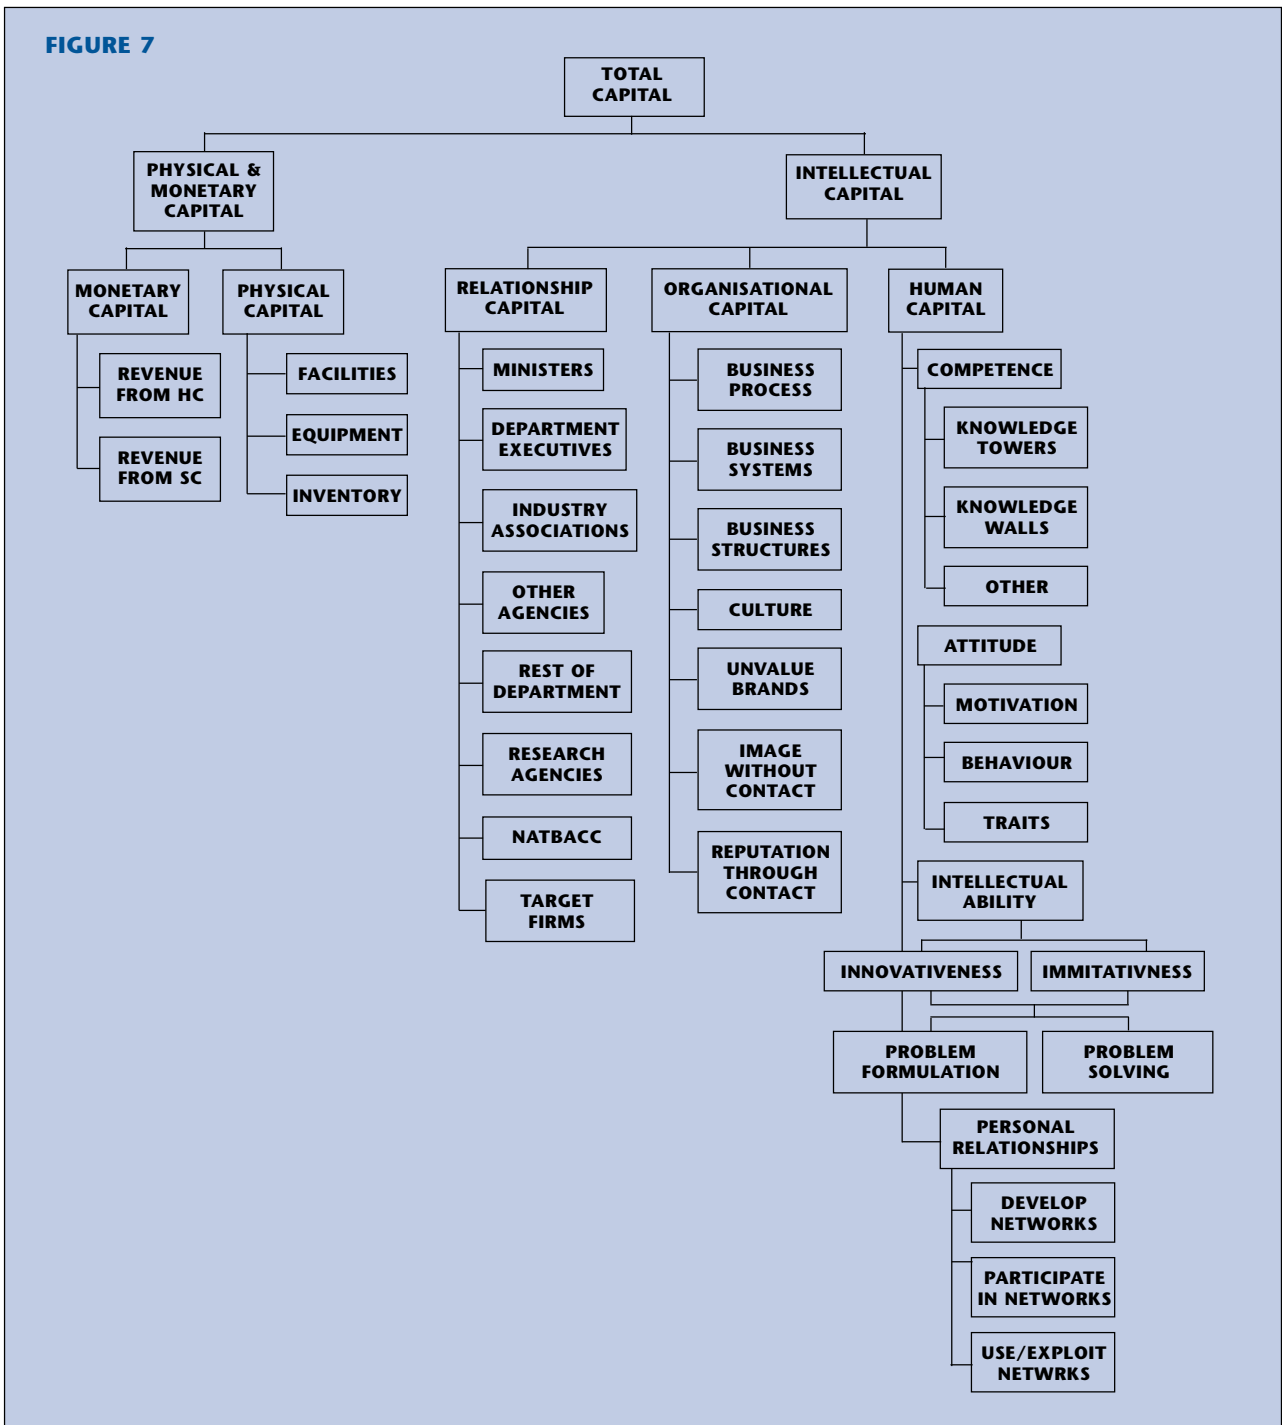 FIGURE 7
TOTAL
CAPITAL
PHYSICAL &
MONETARY
CAPITAL
INTELLECTUAL
CAPITAL
MONETARY
CAPITAL
PHYSICAL
CAPITAL
RELATIONSHIP
CAPITAL
ORGANISATIONAL
CAPITAL
HUMAN
CAPITAL
REVENUE
FROM HC
REVENUE
FROM SC
FACILITIES
EQUIPMENT
INVENTORY
MINISTERS
DEPARTMENT
EXECUTIVES
INDUSTRY
ASSOCIATIONS
OTHER
AGENCIES
REST OF
DEPARTMENT
RESEARCH
AGENCIES
NATBACC
TARGET
FIRMS
BUSINESS
PROCESS
BUSINESS
SYSTEMS
BUSINESS
STRUCTURES
CULTURE
UNVALUE
BRANDS
IMAGE
WITHOUT
CONTACT
REPUTATION
THROUGH
CONTACT
COMPETENCE
KNOWLEDGE
TOWERS
KNOWLEDGE
WALLS
OTHER
ATTITUDE
MOTIVATION
BEHAVIOUR
TRAITS
INTELLECTUAL
ABILITY
INNOVATIVENESS
IMMITATIVNESS
PROBLEM
FORMULATION
PROBLEM
SOLVING
PERSONAL
RELATIONSHIPS
DEVELOP
NETWORKS
PARTICIPATE
IN NETWORKS
USE/EXPLOIT
NETWRKS